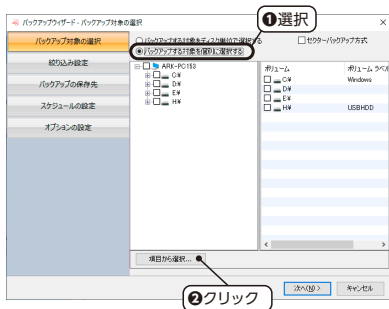 バックアップウィザード - バックアップ対象の選択
❶選択
バックアップ対象の選択
絞り込み設定
バックアップの保存先
スケジュールの設定
オプションの設定
バックアップする対象をディスク単位で選択する
セクターバックアップ方式
バックアップする対象を個別に選択する
ARK-PC153
C¥
D¥
E¥
H¥
ボリューム
ボリューム ラベル
C¥
Windows
D¥
E¥
H¥
USBHDD
項目から選択...
❷クリック
次へ(N) >
キャンセル